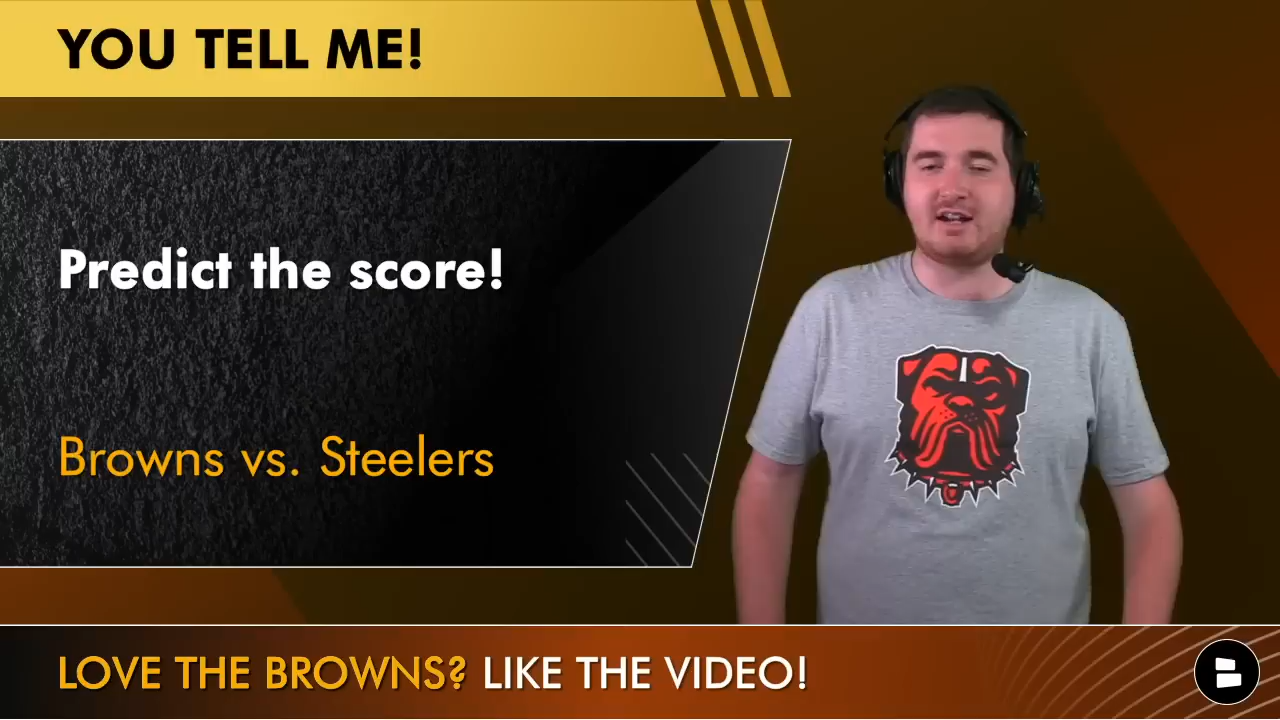 YOU TELL ME!
Predict the score!
Browns vs. Steelers
LOVE THE BROWNS? LIKE THE VIDEO!